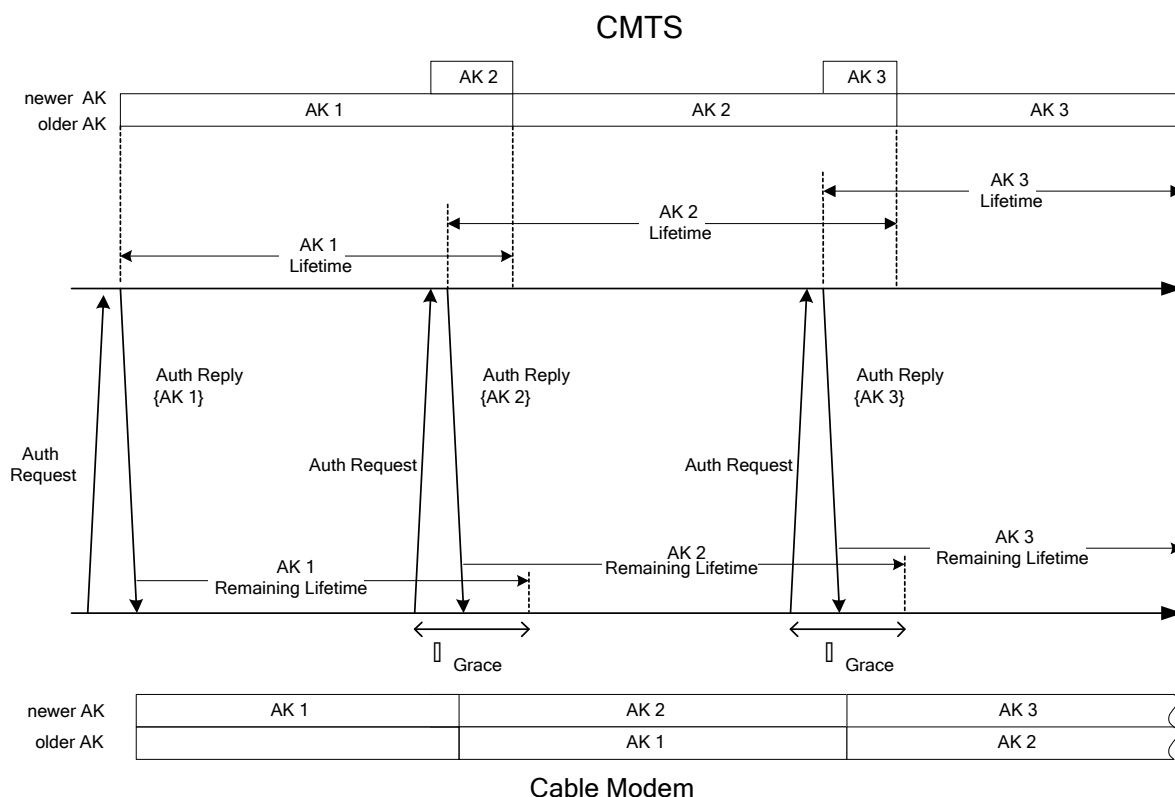 CMTS
AK 2
AK 3
newer AK
older AK
AK 1
AK 2
AK 3
AK 3
Lifetime
AK 2
Lifetime
AK 1
Lifetime
Auth Reply
{AK 1}
Auth Reply
{AK 2}
Auth Reply
{AK 3}
Auth
Request
Auth Request
Auth Request
AK 1
Remaining Lifetime
AK 2
Remaining Lifetime
AK 3
Remaining Lifetime
Grace
Grace
newer AK
AK 1
AK 2
AK 3
older AK
AK 1
AK 2
Cable Modem